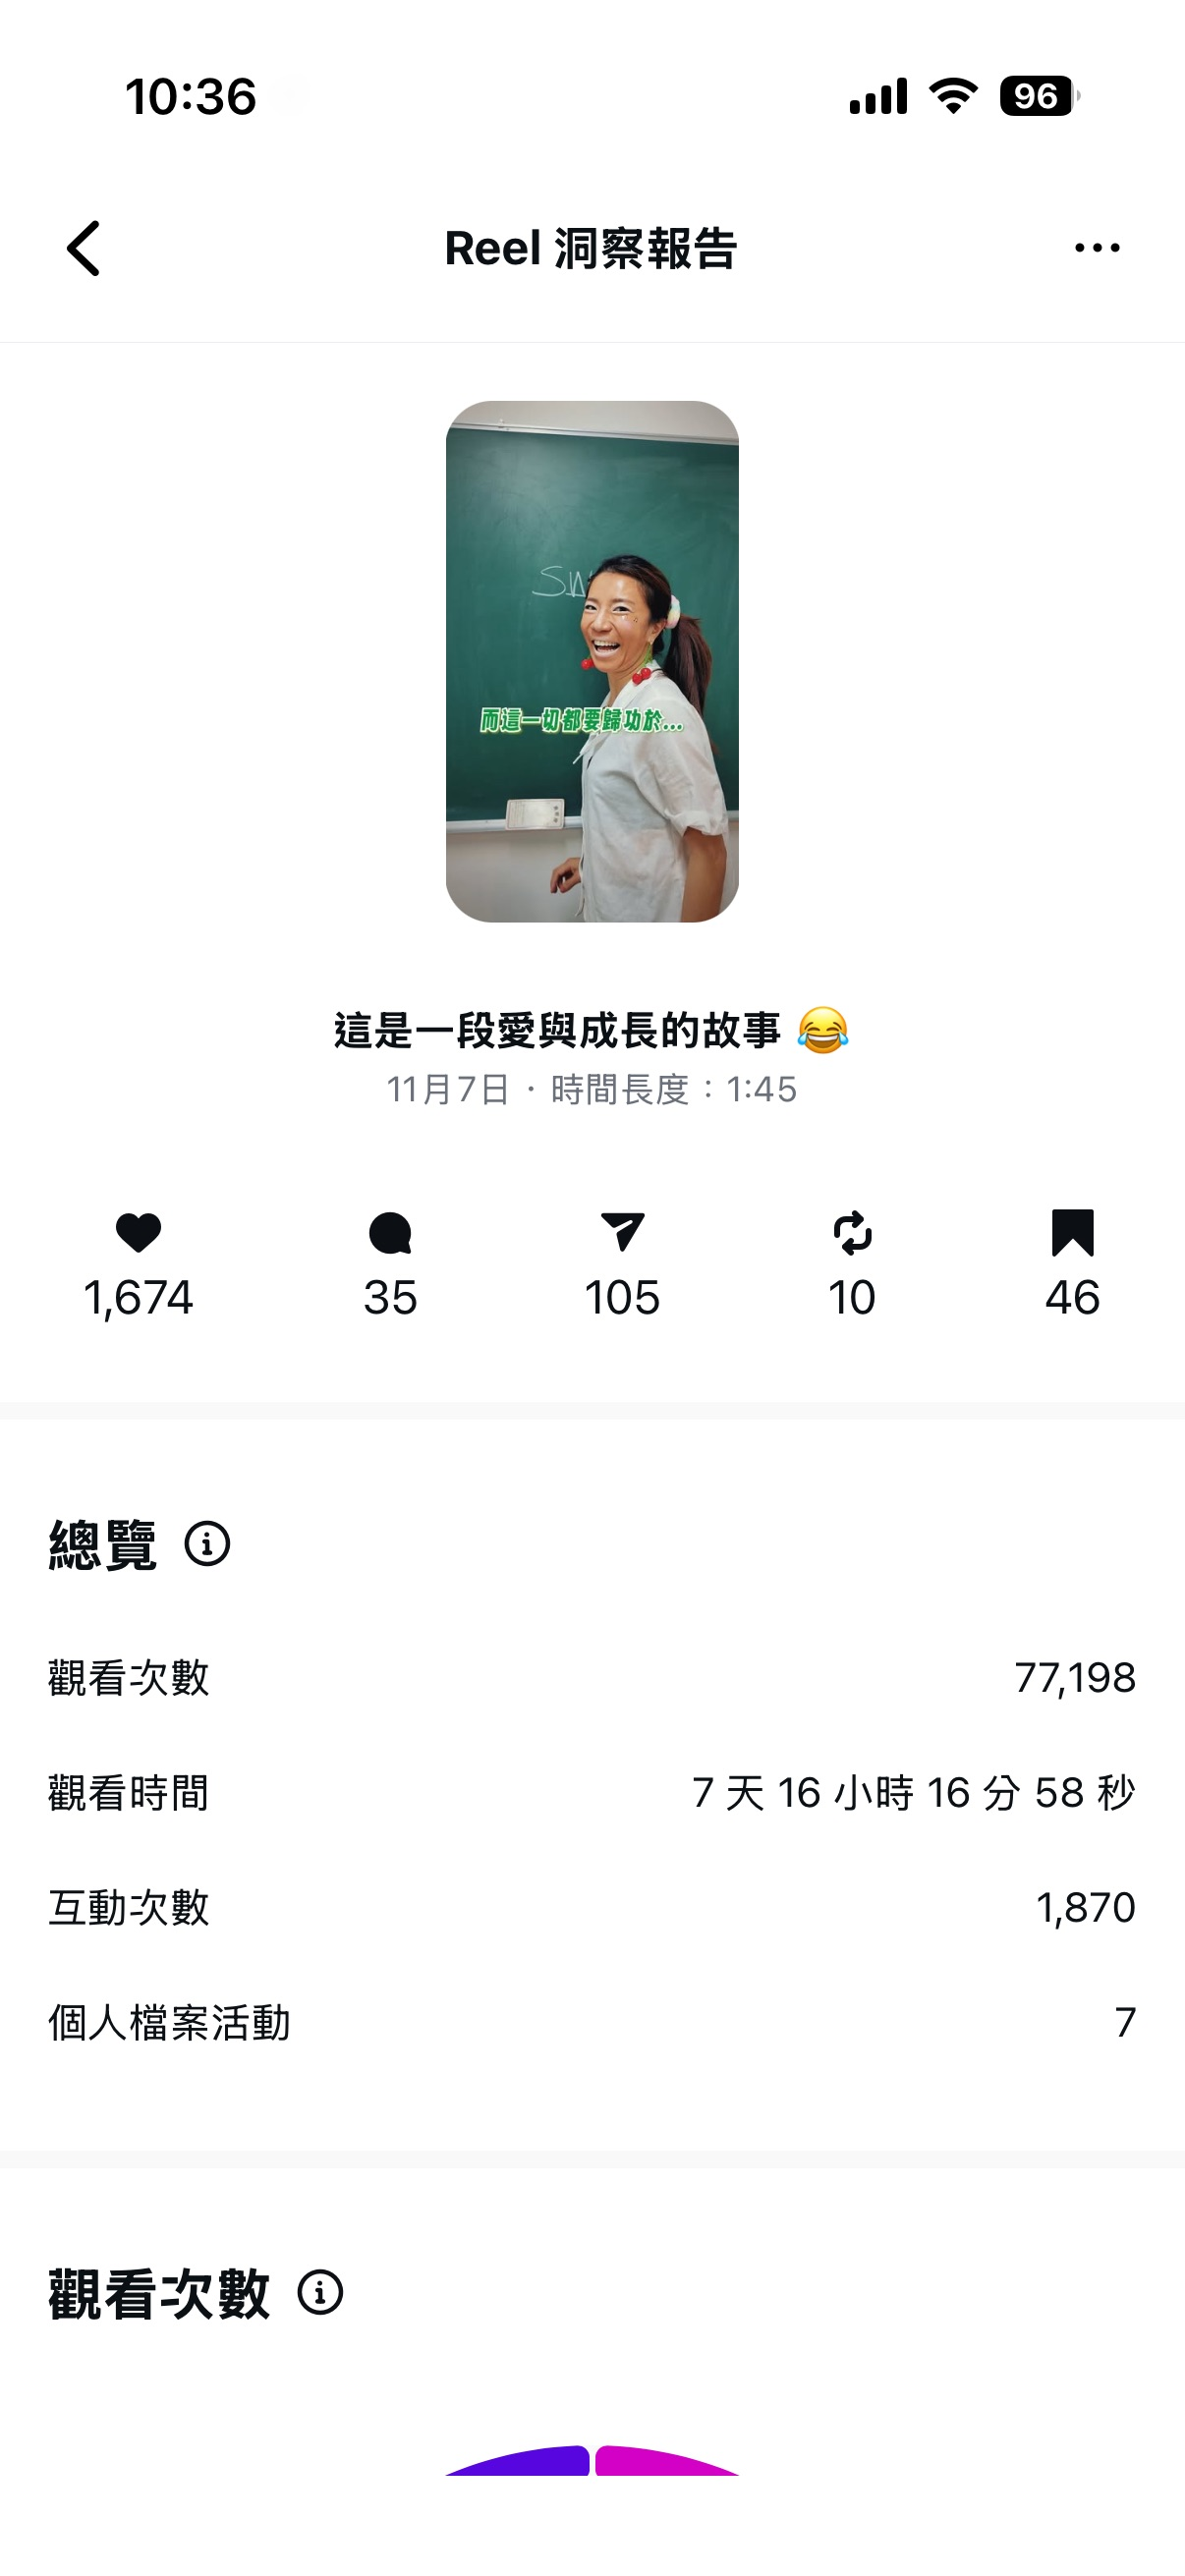 10:36
96
Reel 洞察報告
SW
而這一切都要歸功於...
這是一段愛與成長的故事 😂
11月7日 · 時間長度：1:45
1,674
35
105
10
46
總覽
觀看次數
77,198
觀看時間
7 天 16 小時 16 分 58 秒
互動次數
1,870
個人檔案活動
7
觀看次數